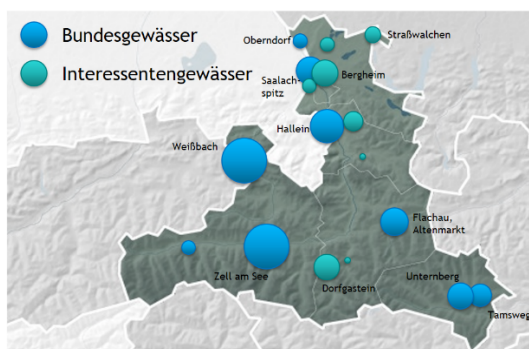 Bundesgewässer
Interessentengewässer
Oberndorf
Straßwalchen
Saalach-
spitz
Bergheim
Hallein
Weißbach
Flachau,
Altenmarkt
Zell am See
Dorfgastein
Unternberg
Tamsweg